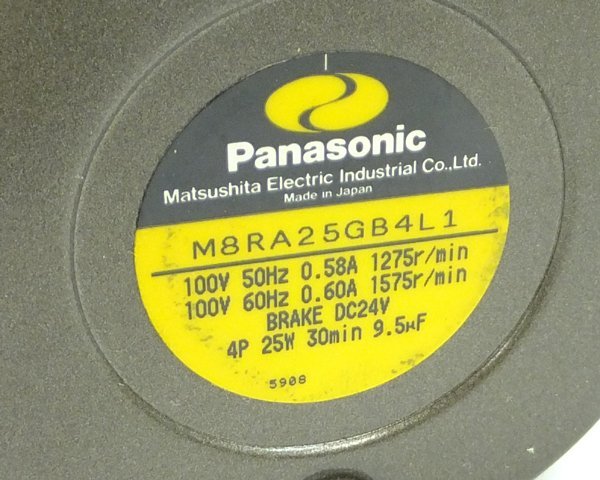 Panasonic
Matsushita Electric Industrial Co.,Ltd.
Made in Japan
M8RA25GB4L1
100V 50Hz 0.58A 1275r/min
100V 60Hz 0.60A 1575r/min
BRAKE DC24V
4P 25W 30min 9.5μF
5908